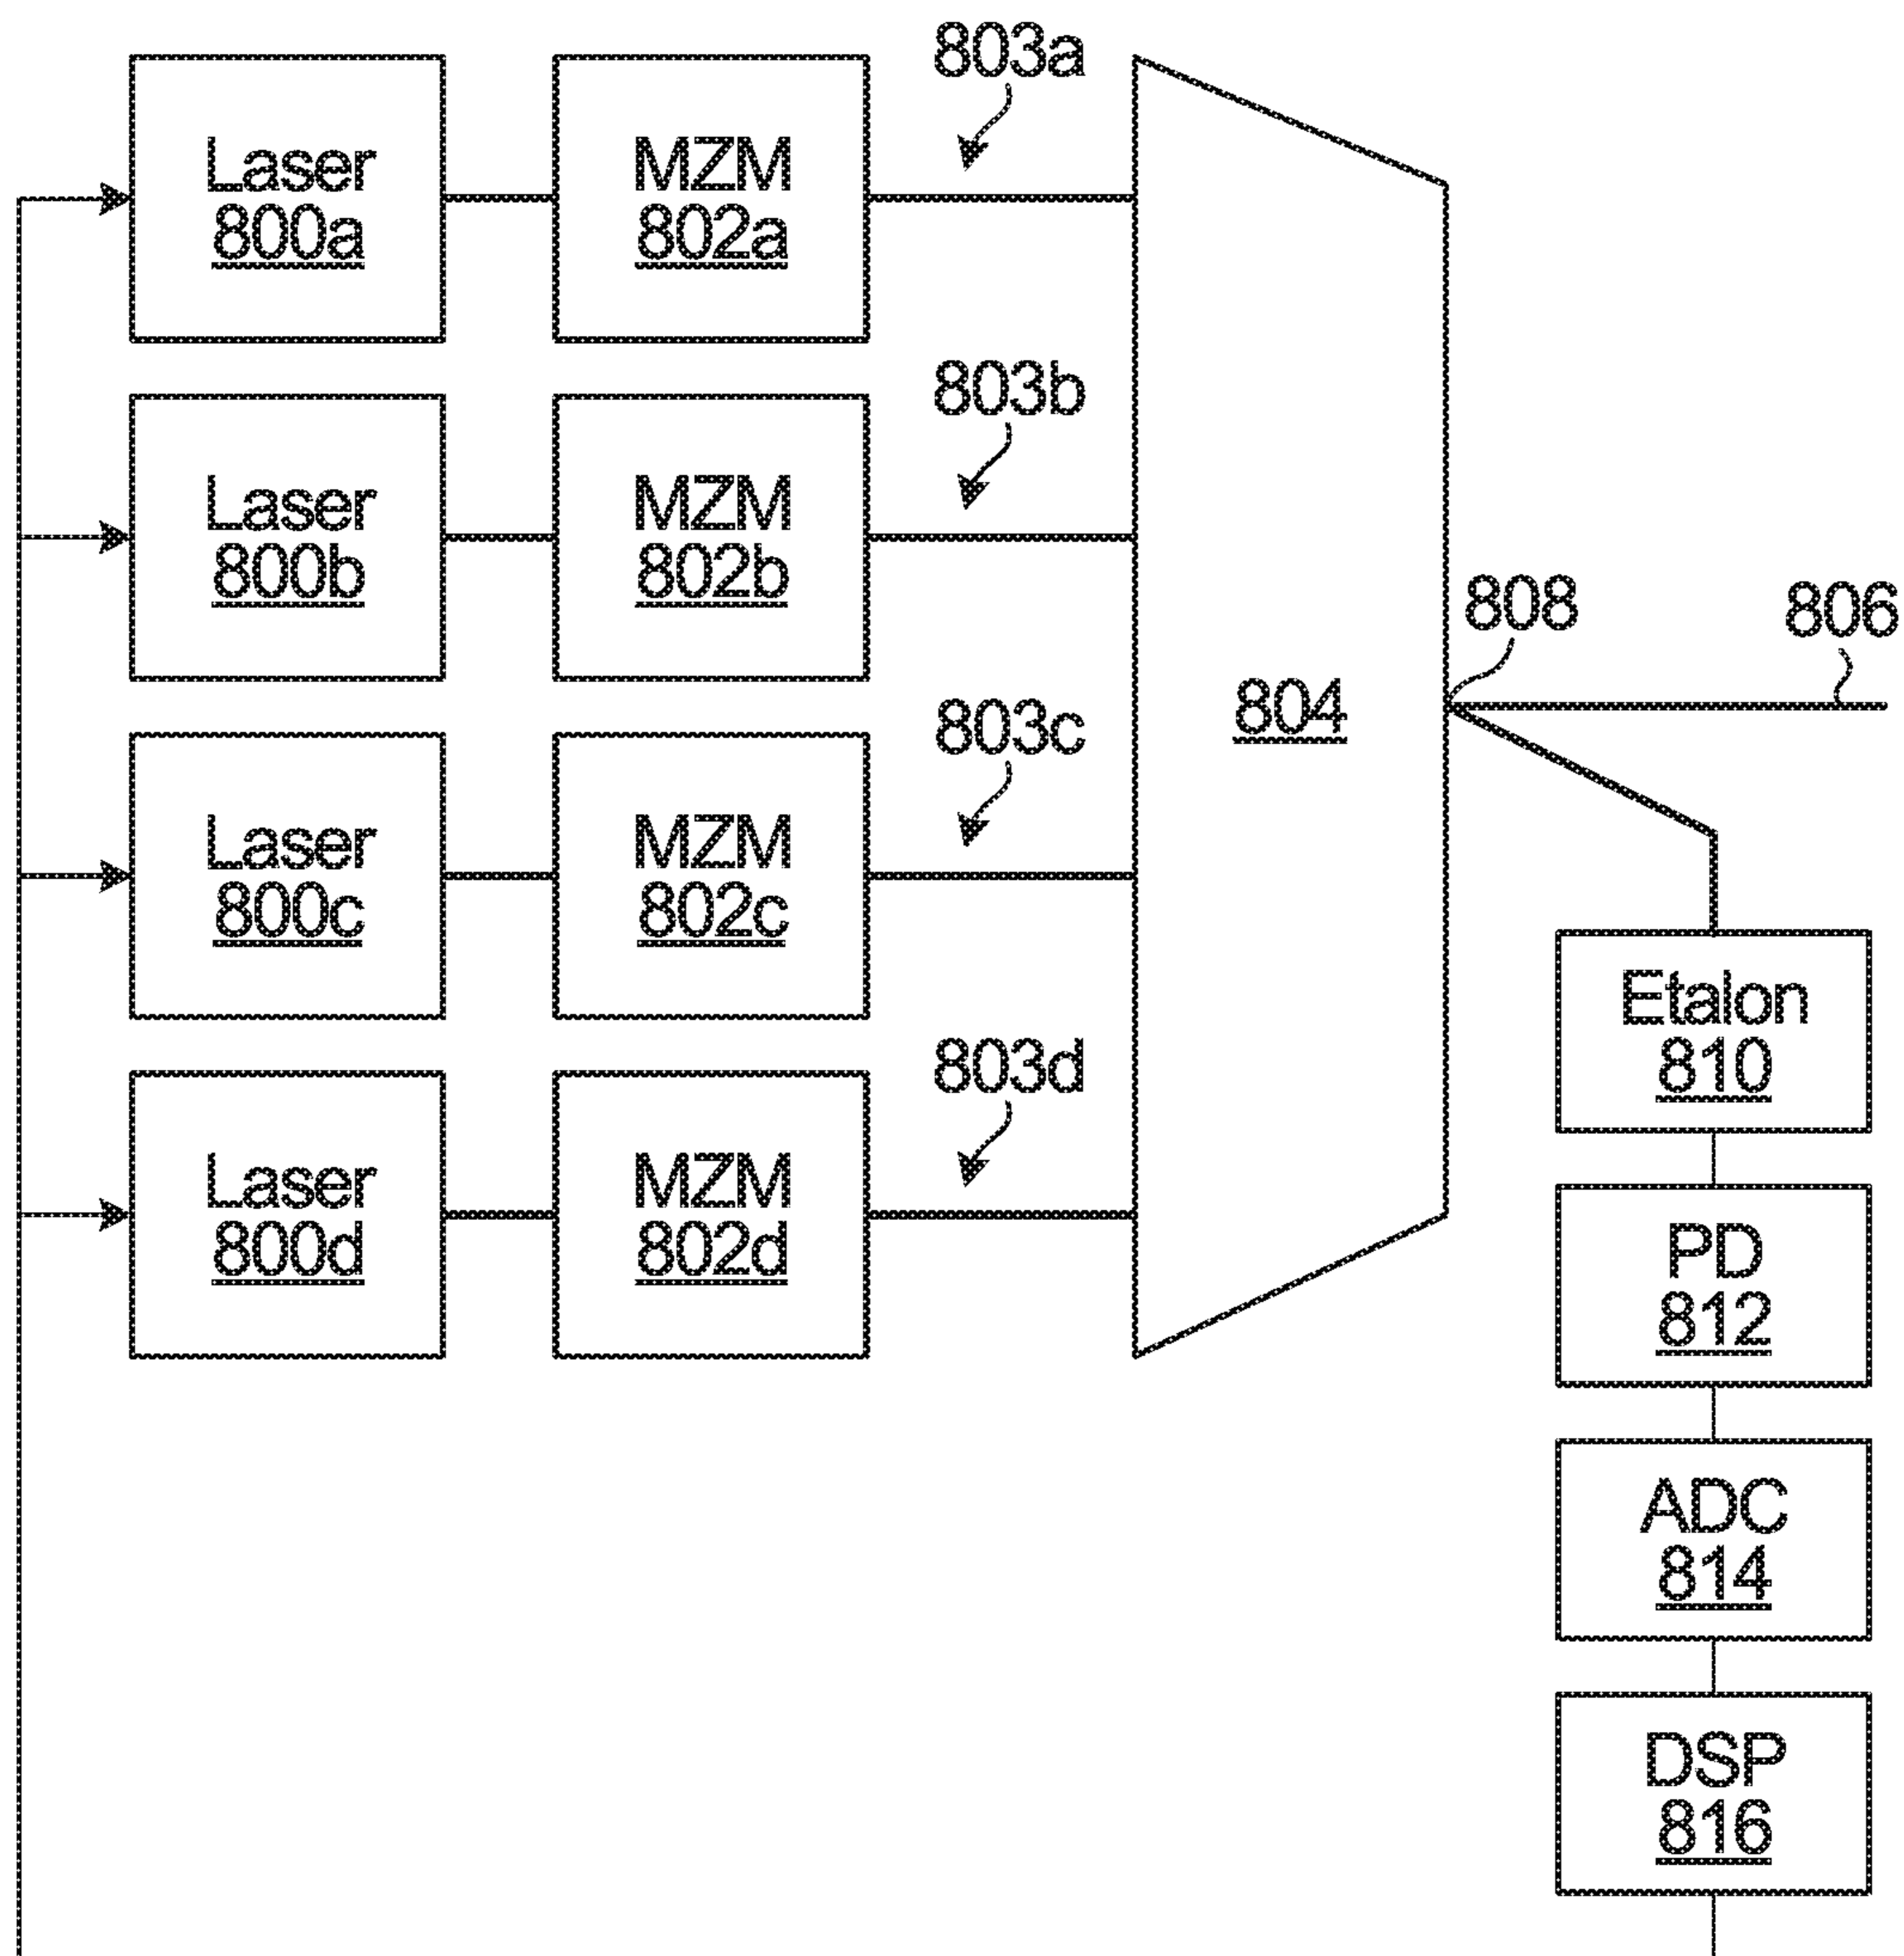 803a
Laser
800a
MZM
802a
803b
Laser
800b
MZM
802b
808
806
803c
804
Laser
800c
MZM
802c
Etalon
810
803d
Laser
800d
MZM
802d
PD
812
ADC
814
DSP
816